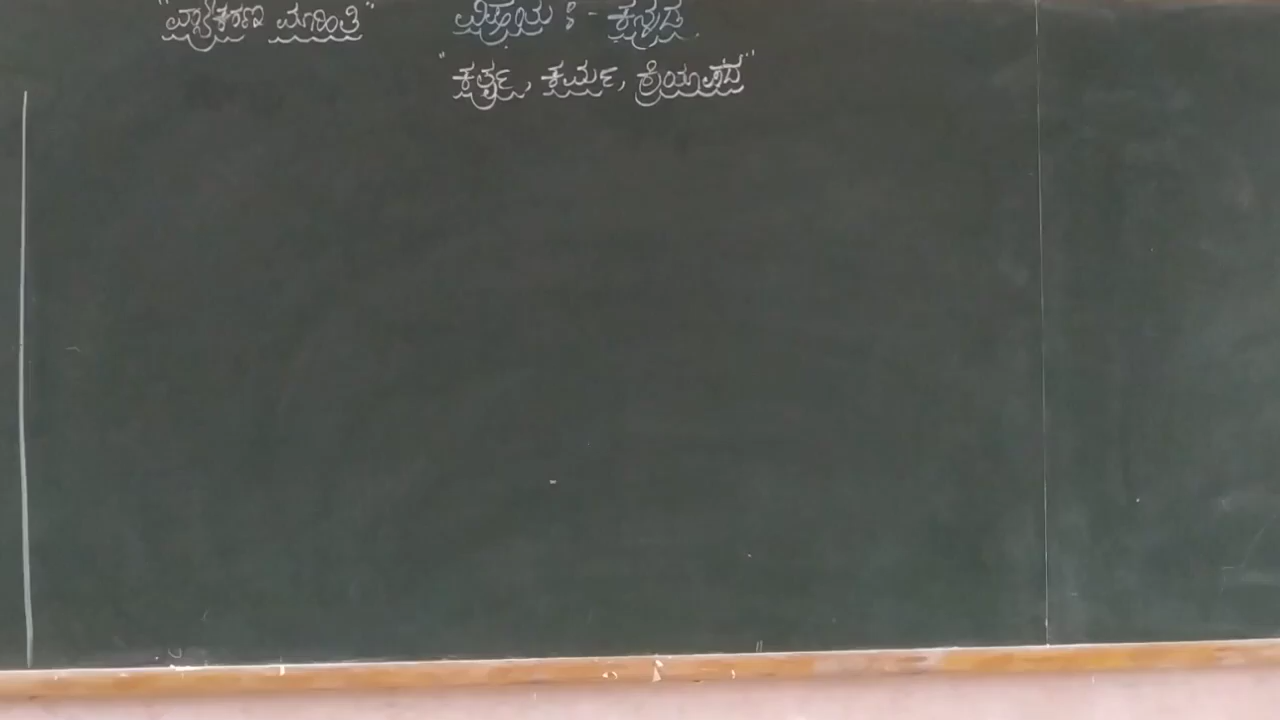 "ವ್ಯಾಕರಣ ಮಾಹಿತಿ" ವಿಷಯ :- ಕನ್ನಡ.
"ಕರ್ತೃ, ಕರ್ಮ, ಕ್ರಿಯಾಪದ"